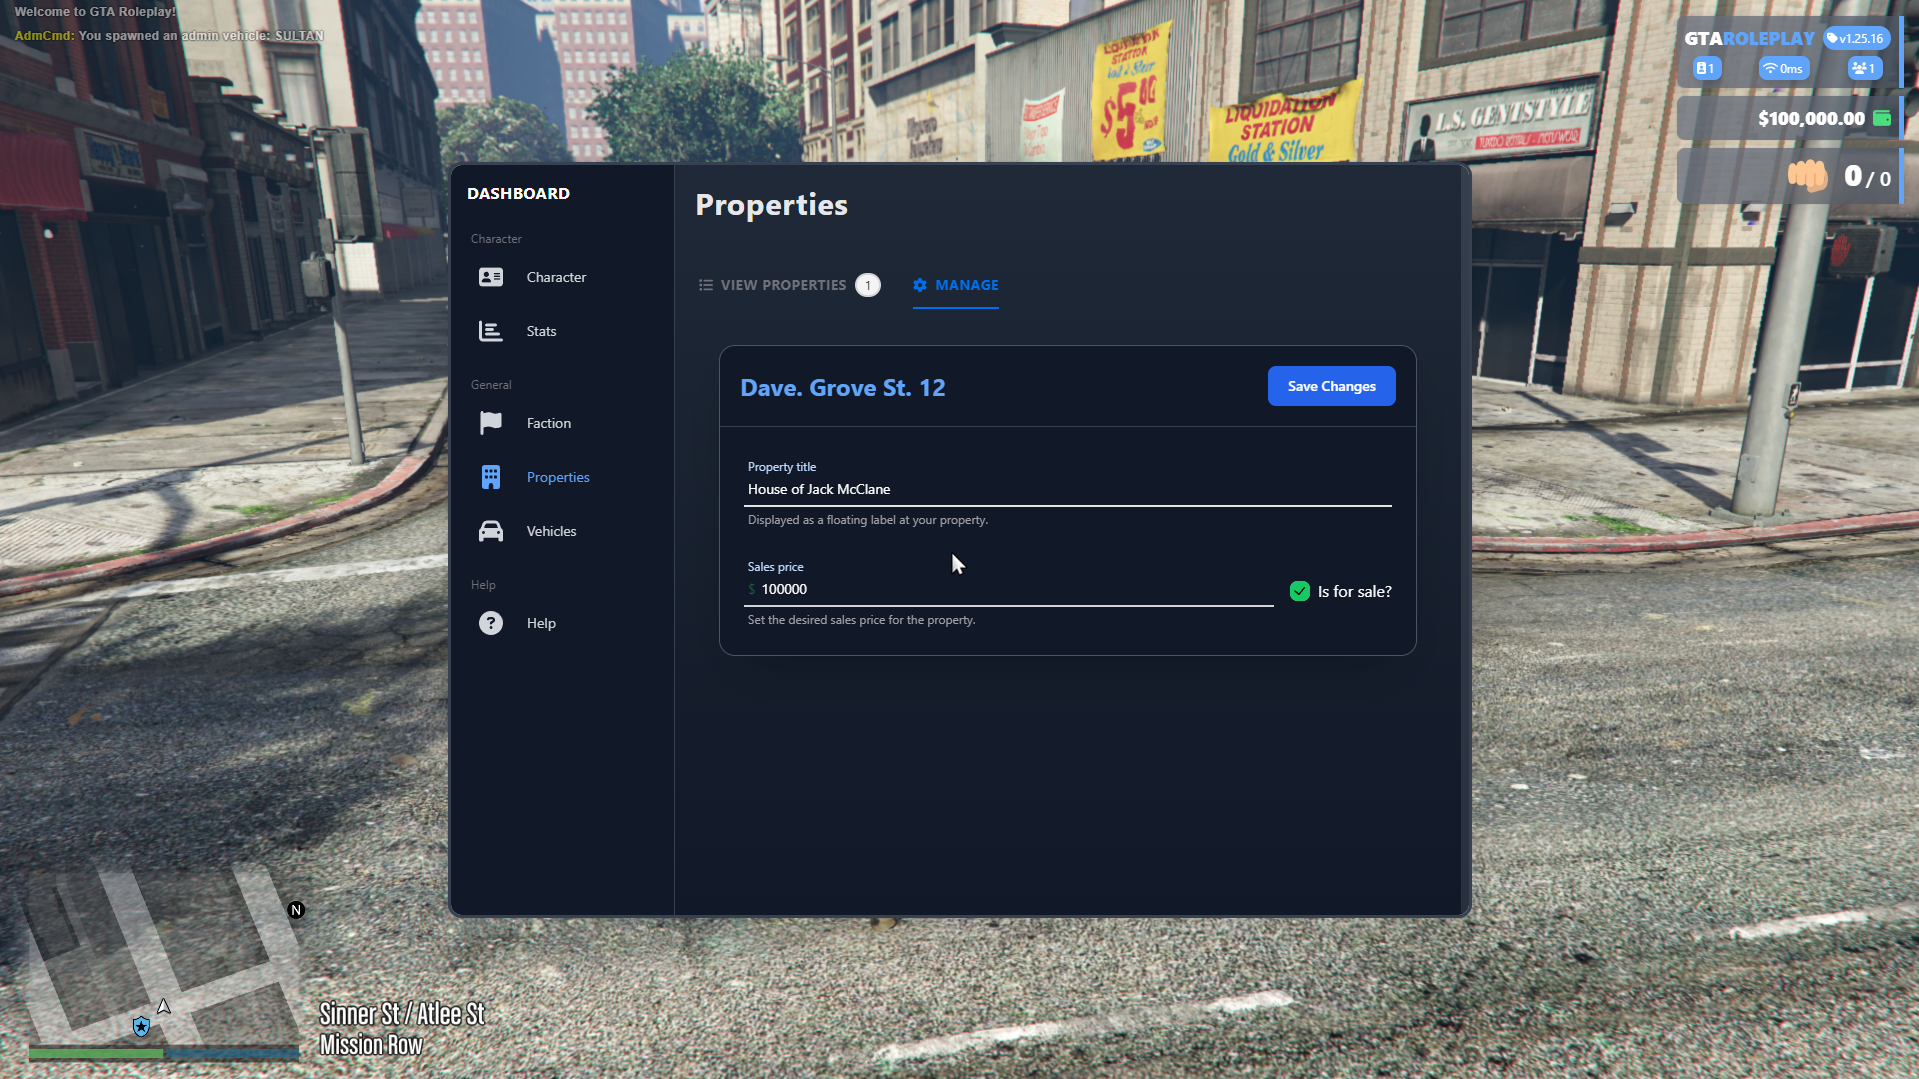 Welcome to GTA Roleplay!
AdmCmd: You spawned an admin vehicle: SULTAN
GTAROLEPLAY v1.25.16
1 0ms 1
$100,000.00
0 / 0
STATION
$5
LIQUIDATION
STATION
Gold & Silver
L.S. GENTSTYLE
DASHBOARD
Character
Character
Stats
General
Faction
Properties
Vehicles
Help
? Help
Properties
VIEW PROPERTIES 1
MANAGE
Dave. Grove St. 12
Save Changes
Property title
House of Jack McClane
Displayed as a floating label at your property.
Sales price
$ 100000
Is for sale?
Set the desired sales price for the property.
N
Sinner St / Atlee St
Mission Row